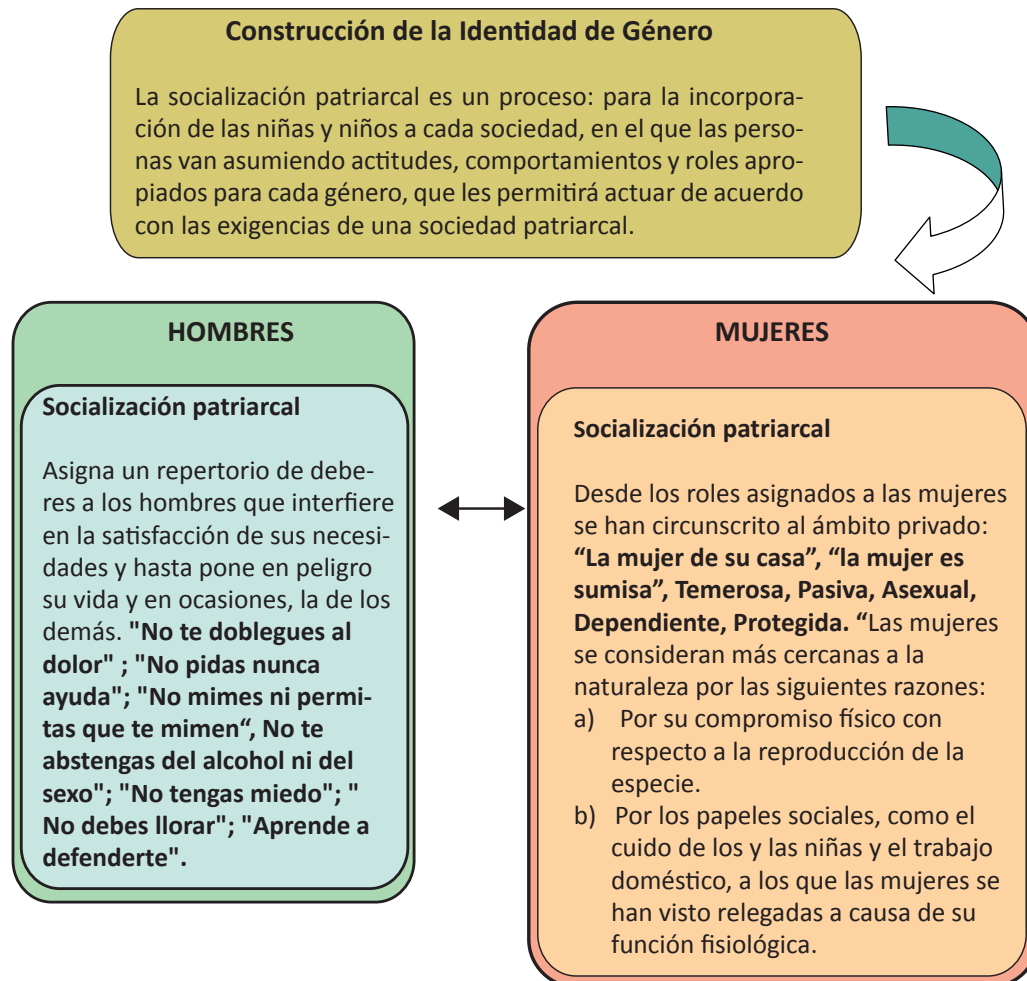 Construcción de la Identidad de Género
La socialización patriarcal es un proceso: para la incorpora-
ción de las niñas y niños a cada sociedad, en el que las perso-
nas van asumiendo actitudes, comportamientos y roles apro-
piados para cada género, que les permitirá actuar de acuerdo
con las exigencias de una sociedad patriarcal.
HOMBRES
Socialización patriarcal
Asigna un repertorio de debe-
res a los hombres que interfiere
en la satisfacción de sus necesi-
dades y hasta pone en peligro
su vida y en ocasiones, la de los
demás. "No te doblegues al
dolor" ; "No pidas nunca
ayuda"; "No mimes ni permi-
tas que te mimen“, No te
abstengas del alcohol ni del
sexo"; "No tengas miedo"; "
No debes llorar"; "Aprende a
defenderte".
MUJERES
Socialización patriarcal
Desde los roles asignados a las mujeres
se han circunscrito al ámbito privado:
“La mujer de su casa”, “la mujer es
sumisa”, Temerosa, Pasiva, Asexual,
Dependiente, Protegida. “Las mujeres
se consideran más cercanas a la
naturaleza por las siguientes razones:
a) Por su compromiso físico con
respecto a la reproducción de la
especie.
b) Por los papeles sociales, como el
cuido de los y las niñas y el trabajo
doméstico, a los que las mujeres se
han visto relegadas a causa de su
función fisiológica.